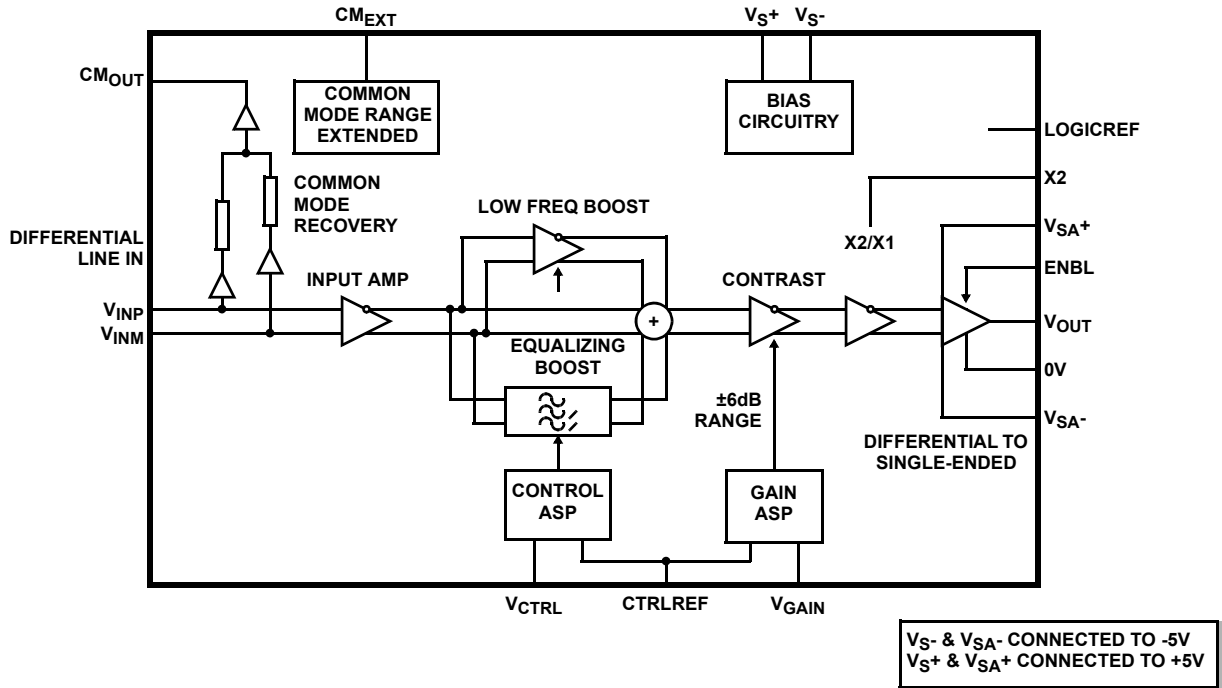 CMEXT
VS+ VS-
CMOUT
COMMON
MODE RANGE
EXTENDED
BIAS
CIRCUITRY
LOGICREF
X2
COMMON
MODE
RECOVERY
LOW FREQ BOOST
X2/X1
VSA+
DIFFERENTIAL
LINE IN
ENBL
INPUT AMP
CONTRAST
VINP
VINM
+
VOUT
EQUALIZING
BOOST
0V
±6dB
RANGE
VSA-
DIFFERENTIAL TO
SINGLE-ENDED
CONTROL
ASP
GAIN
ASP
VCTRL
CTRLREF
VGAIN
VS- & VSA- CONNECTED TO -5V
VS+ & VSA+ CONNECTED TO +5V